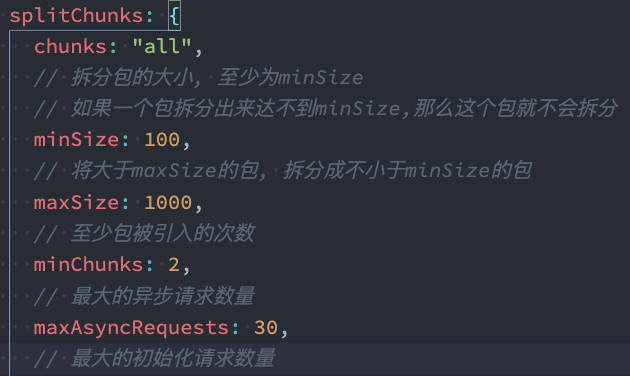 splitChunks: {
chunks: "all",
// 拆分包的大小, 至少为minSize
// 如果一个包拆分出来达不到minSize,那么这个包就不会拆分
minSize: 100,
// 将大于maxSize的包, 拆分成不小于minSize的包
maxSize: 1000,
// 至少包被引入的次数
minChunks: 2,
// 最大的异步请求数量
maxAsyncRequests: 30,
// 最大的初始化请求数量